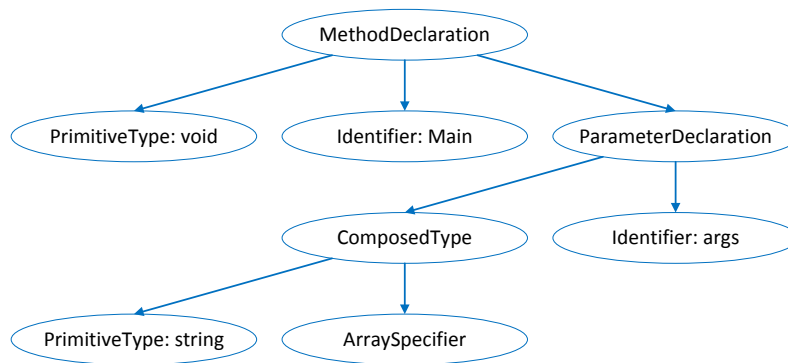 MethodDeclaration
PrimitiveType: void
Identifier: Main
ParameterDeclaration
ComposedType
Identifier: args
PrimitiveType: string
ArraySpecifier